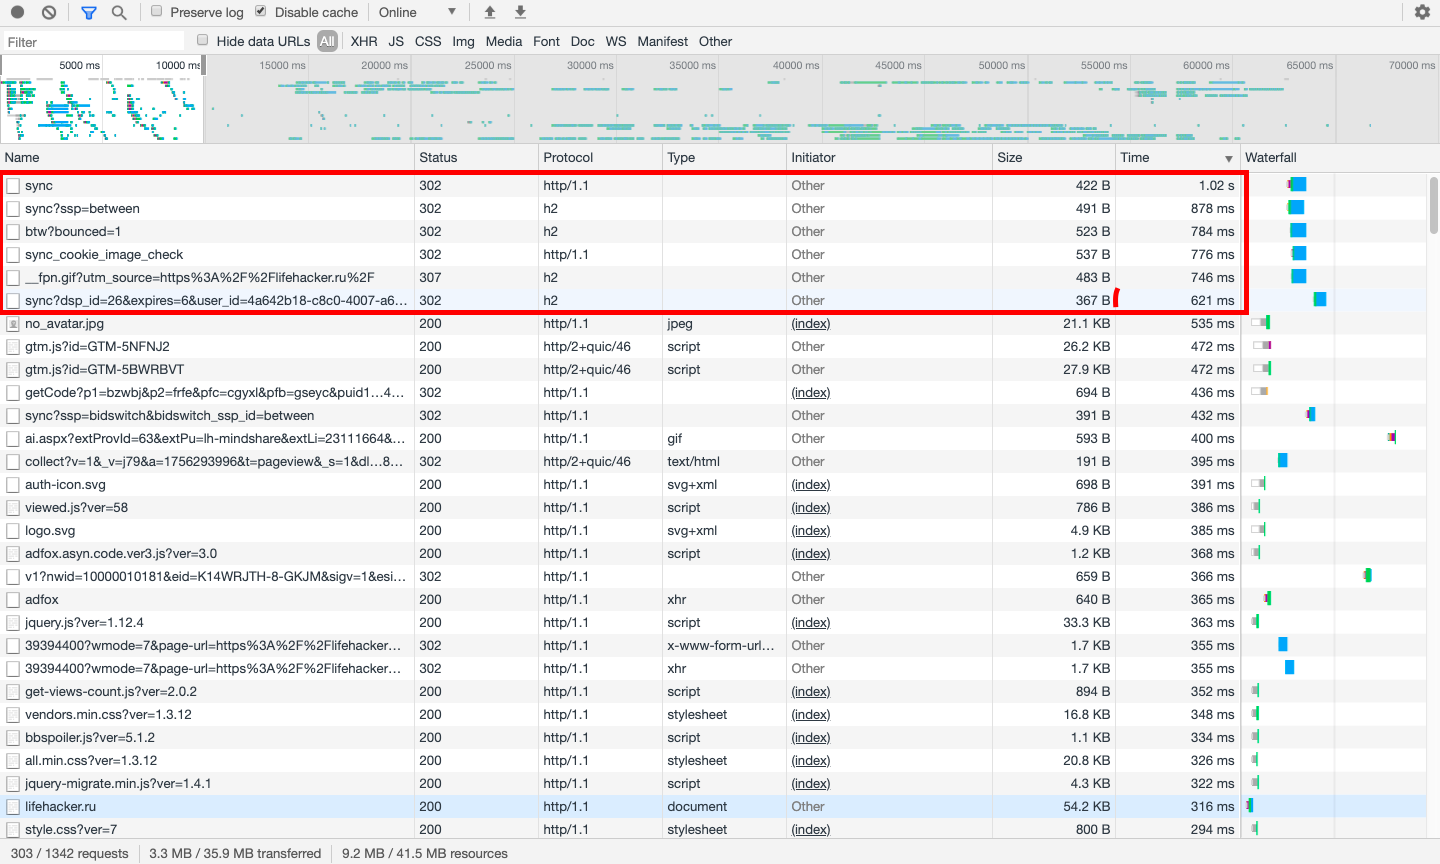 Preserve log Disable cache Online
Filter Hide data URLs All XHR JS CSS Img Media Font Doc WS Manifest Other
5000 ms 10000 ms 15000 ms 20000 ms 25000 ms 30000 ms 35000 ms 40000 ms 45000 ms 50000 ms 55000 ms 60000 ms 65000 ms 70000 ms
Name Status Protocol Type Initiator Size Time Waterfall
sync 302 http/1.1 Other 422 B 1.02 s
sync?ssp=between 302 h2 Other 491 B 878 ms
btw?bounced=1 302 h2 Other 523 B 784 ms
sync_cookie_image_check 302 http/1.1 Other 537 B 776 ms
__fpn.gif?utm_source=https%3A%2F%2Flifehacker.ru%2F 307 h2 Other 483 B 746 ms
sync?dsp_id=26&expires=6&user_id=4a642b18-c8c0-4007-a6... 302 h2 Other 367 B 621 ms
no_avatar.jpg 200 http/1.1 jpeg (index) 21.1 KB 535 ms
gtm.js?id=GTM-5NFNJ2 200 http/2+quic/46 script Other 26.2 KB 472 ms
gtm.js?id=GTM-5BWRBVT 200 http/2+quic/46 script Other 27.9 KB 472 ms
getCode?p1=bzwbj&p2=frfe&pfc=cgyxl&pfb=gseyc&puid1...4... 302 http/1.1 (index) 694 B 436 ms
sync?ssp=bidswitch&bidswitch_ssp_id=between 302 http/1.1 Other 391 B 432 ms
ai.aspx?extProvId=63&extPu=lh-mindshare&extLi=23111664&... 200 http/1.1 gif Other 593 B 400 ms
collect?v=1&_v=j79&a=1756293996&t=pageview&_s=1&dl...8... 302 http/2+quic/46 text/html Other 191 B 395 ms
auth-icon.svg 200 http/1.1 svg+xml (index) 698 B 391 ms
viewed.js?ver=58 200 http/1.1 script (index) 786 B 386 ms
logo.svg 200 http/1.1 svg+xml (index) 4.9 KB 385 ms
adfox.asyn.code.ver3.js?ver=3.0 200 http/1.1 script (index) 1.2 KB 368 ms
v1?nwid=10000010181&eid=K14WRJTH-8-GKJM&sigv=1&esi... 302 http/1.1 Other 659 B 366 ms
adfox 200 http/1.1 xhr Other 640 B 365 ms
jquery.js?ver=1.12.4 200 http/1.1 script (index) 33.3 KB 363 ms
39394400?wmode=7&page-url=https%3A%2F%2Flifehacker... 302 http/1.1 x-www-form-url... Other 1.7 KB 355 ms
39394400?wmode=7&page-url=https%3A%2F%2Flifehacker... 302 http/1.1 xhr Other 1.7 KB 355 ms
get-views-count.js?ver=2.0.2 200 http/1.1 script (index) 894 B 352 ms
vendors.min.css?ver=1.3.12 200 http/1.1 stylesheet (index) 16.8 KB 348 ms
bbspoiler.js?ver=5.1.2 200 http/1.1 script (index) 1.1 KB 334 ms
all.min.css?ver=1.3.12 200 http/1.1 stylesheet (index) 20.8 KB 326 ms
jquery-migrate.min.js?ver=1.4.1 200 http/1.1 script (index) 4.3 KB 322 ms
lifehacker.ru 200 http/1.1 document Other 54.2 KB 316 ms
style.css?ver=7 200 http/1.1 stylesheet (index) 800 B 294 ms
303 / 1342 requests 3.3 MB / 35.9 MB transferred 9.2 MB / 41.5 MB resources